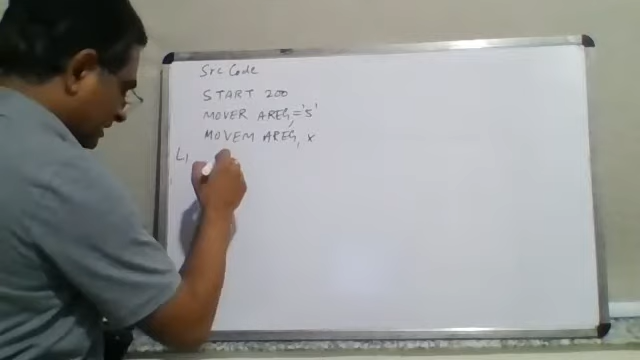 Src Code
START 200
MOVER AREG, ='5'
MOVEM AREG, X
L1